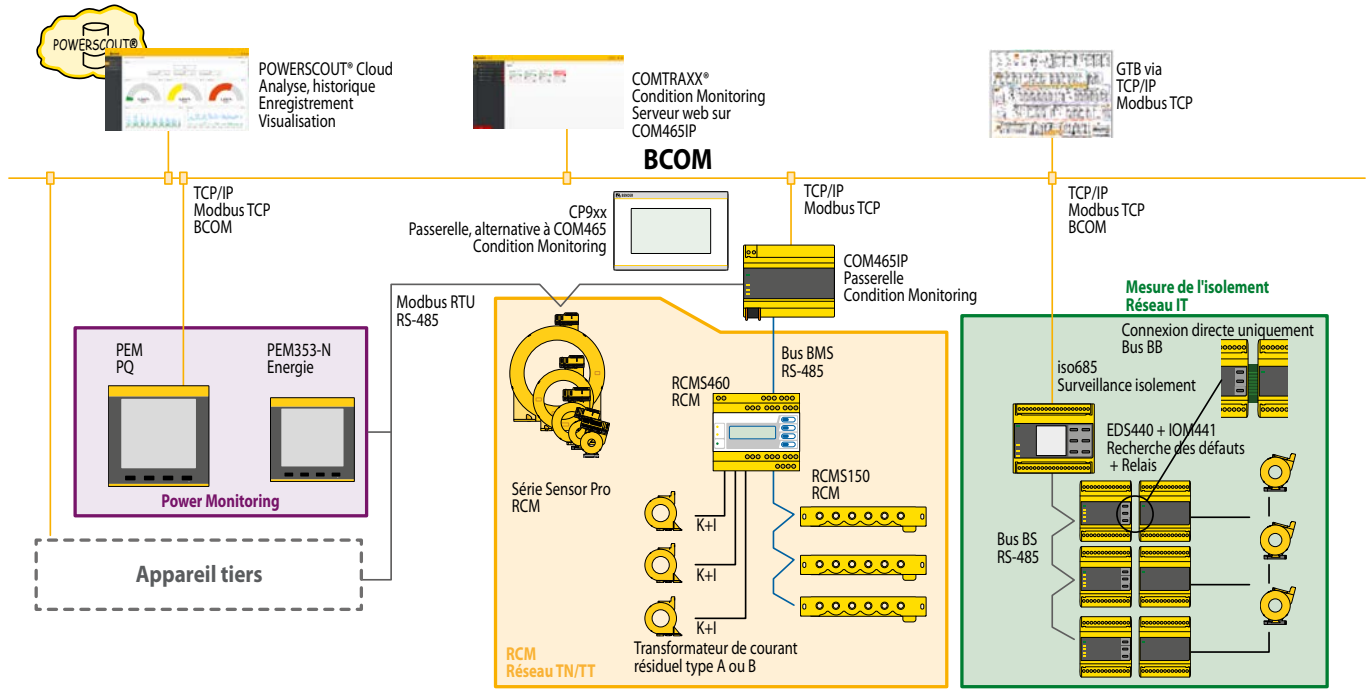 POWERSCOUT®
POWERSCOUT® Cloud
Analyse, historique
Enregistrement
Visualisation
COMTRAXX®
Condition Monitoring
Serveur web sur
COM465IP
GTB via
TCP/IP
Modbus TCP
BCOM
TCP/IP
Modbus TCP
BCOM
CP9xx
Passerelle, alternative à COM465
Condition Monitoring
TCP/IP
Modbus TCP
TCP/IP
Modbus TCP
BCOM
COM465IP
Passerelle
Condition Monitoring
Modbus RTU
RS-485
Mesure de l'isolement
Réseau IT
Connexion directe uniquement
Bus BB
PEM
PQ
PEM353-N
Energie
Power Monitoring
Bus BMS
RS-485
RCMS460
RCM
iso685
Surveillance isolement
EDS440 + IOM441
Recherche des défauts
+ Relais
Série Sensor Pro
RCM
RCMS150
RCM
K+I
K+I
K+I
Bus BS
RS-485
Appareil tiers
Transformateur de courant
résiduel type A ou B
RCM
Réseau TN/TT